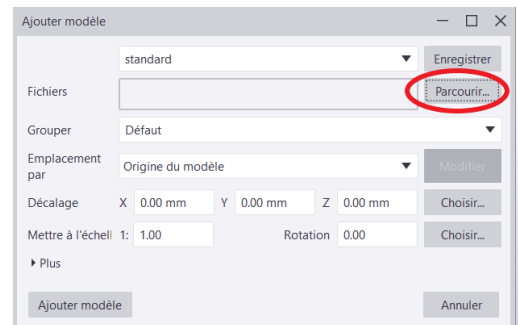 Ajouter modèle
standard Enregistrer
Fichiers Parcourir...
Grouper Défaut
Emplacement par Origine du modèle Modifier
Décalage X 0.00 mm Y 0.00 mm Z 0.00 mm Choisir...
Mettre à l'échell 1: 1.00 Rotation 0.00 Choisir...
Plus
Ajouter modèle Annuler